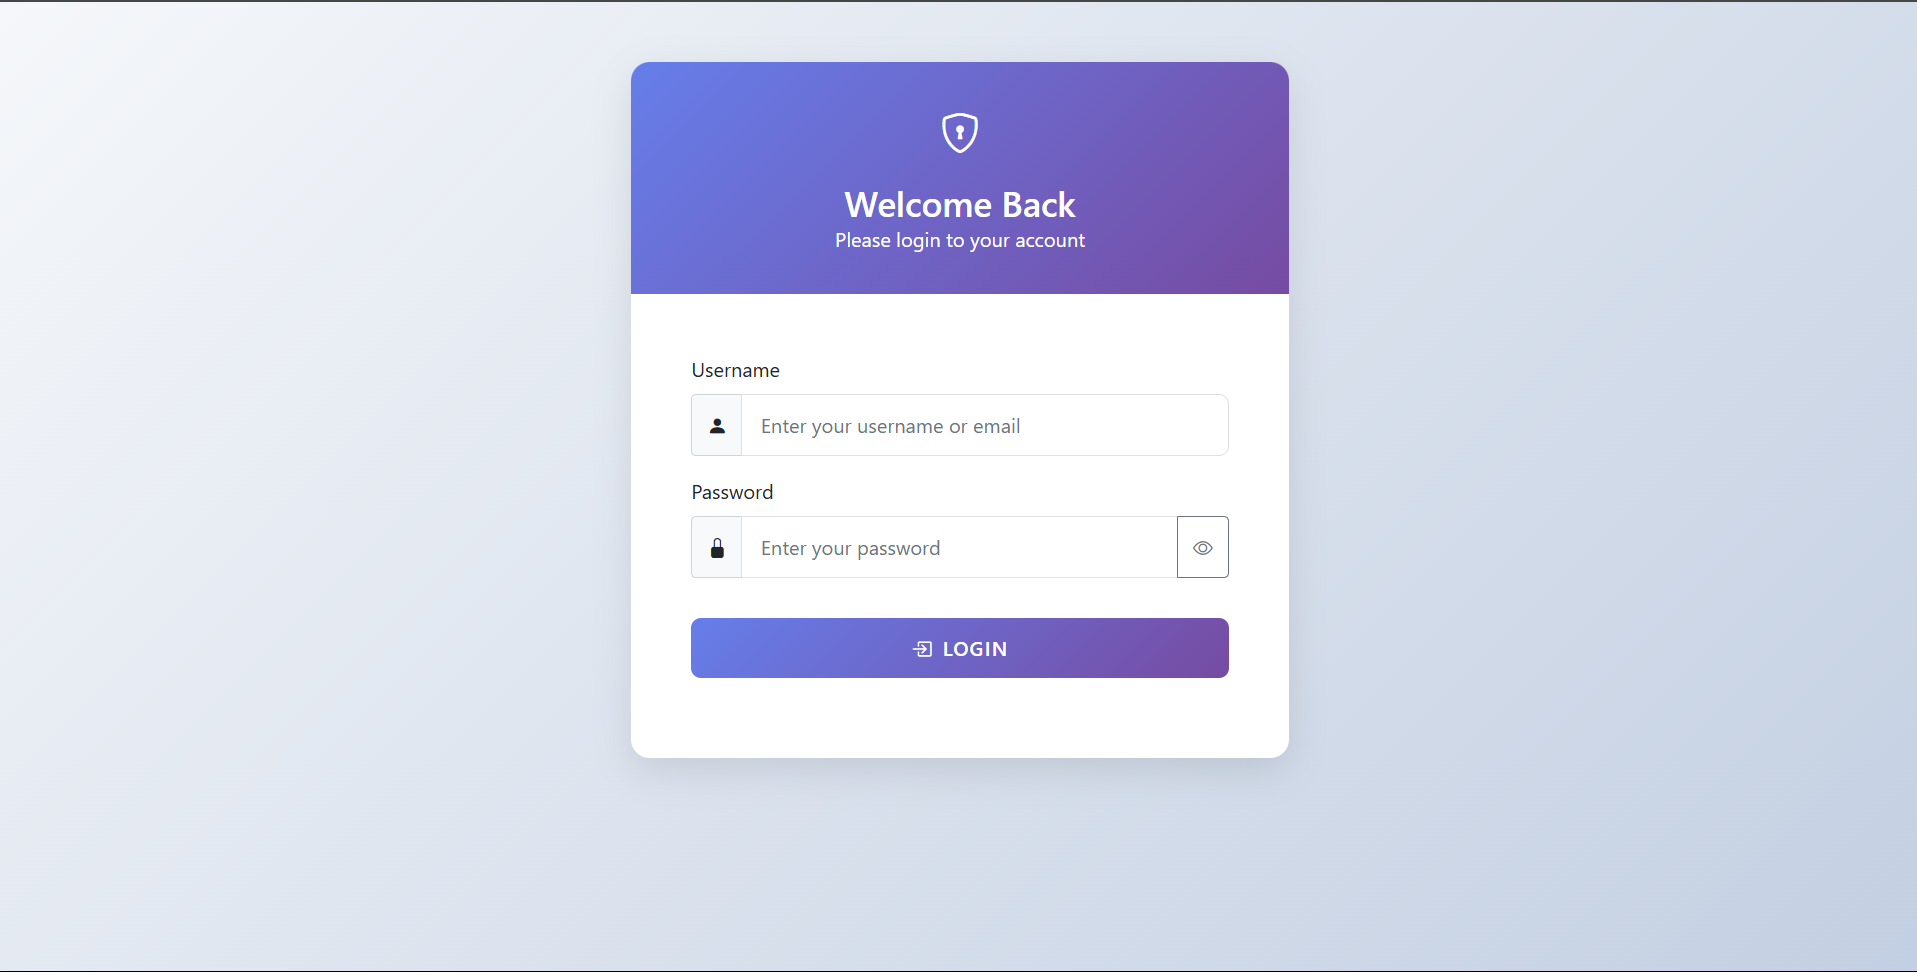 Welcome Back
Please login to your account
Username
Enter your username or email
Password
Enter your password
LOGIN